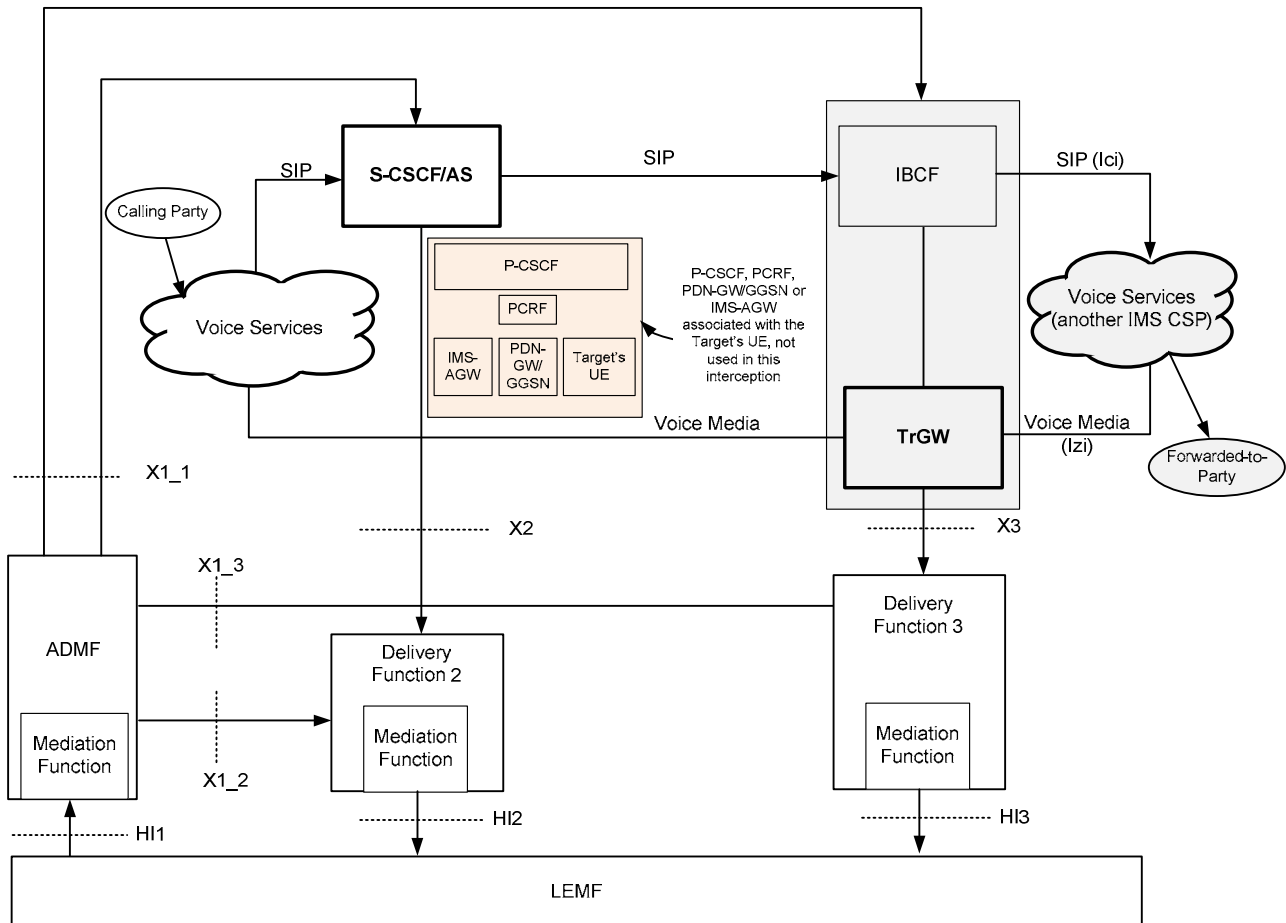 S-CSCF/AS
SIP
IBCF
SIP (Ici)
SIP
Calling Party
Voice Services
P-CSCF
PCRF
IMS-
AGW
PDN-
GW/
GGSN
Target's
UE
P-CSCF, PCRF,
PDN-GW/GGSN or
IMS-AGW
associated with the
Target's UE, not
used in this
interception
Voice Services
(another IMS CSP)
Voice Media
TrGW
Voice Media
(Izi)
Forwarded-to-
Party
X1_1
X2
X3
X1_3
ADMF
Mediation
Function
X1_2
Delivery
Function 2
Mediation
Function
Delivery
Function 3
Mediation
Function
HI1
HI2
HI3
LEMF